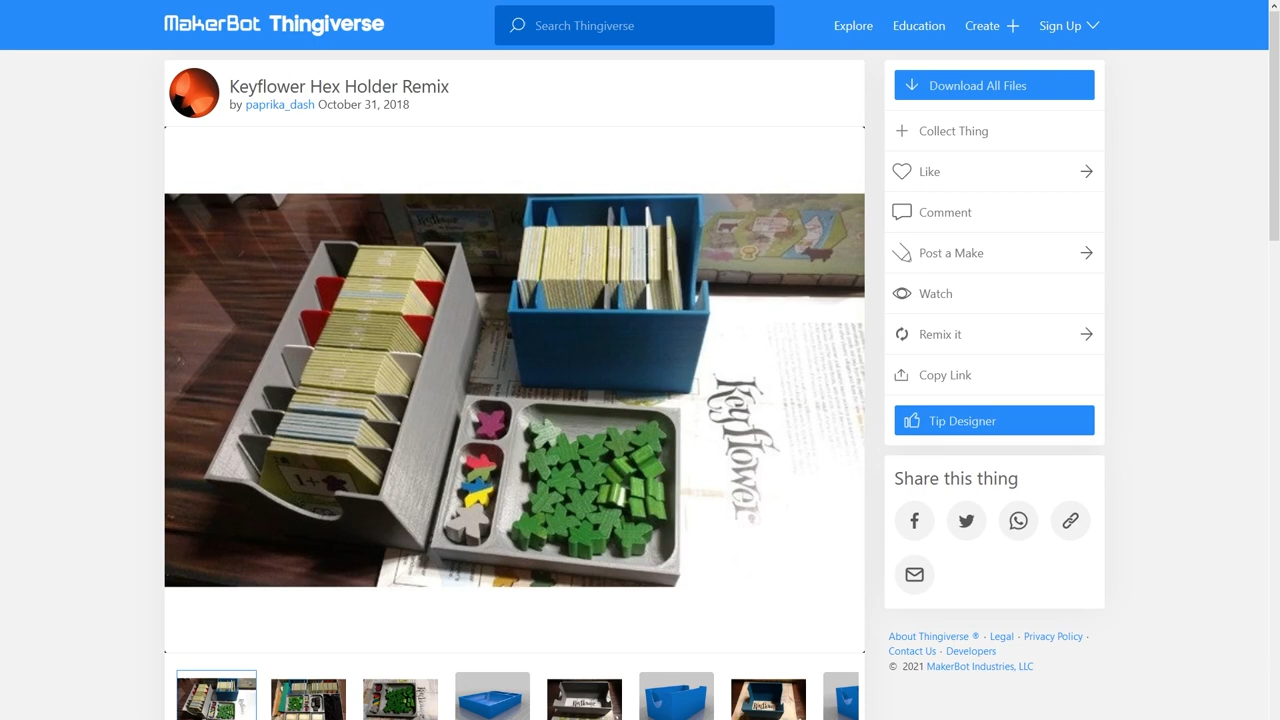 MakerBot Thingiverse
Search Thingiverse
Explore
Education
Create
Sign Up
Keyflower Hex Holder Remix
by paprika_dash October 31, 2018
Keyflower
1+
Download All Files
Collect Thing
Like
Comment
Post a Make
Watch
Remix it
Copy Link
Tip Designer
Share this thing
About Thingiverse ® · Legal · Privacy Policy ·
Contact Us · Developers
© 2021 MakerBot Industries, LLC